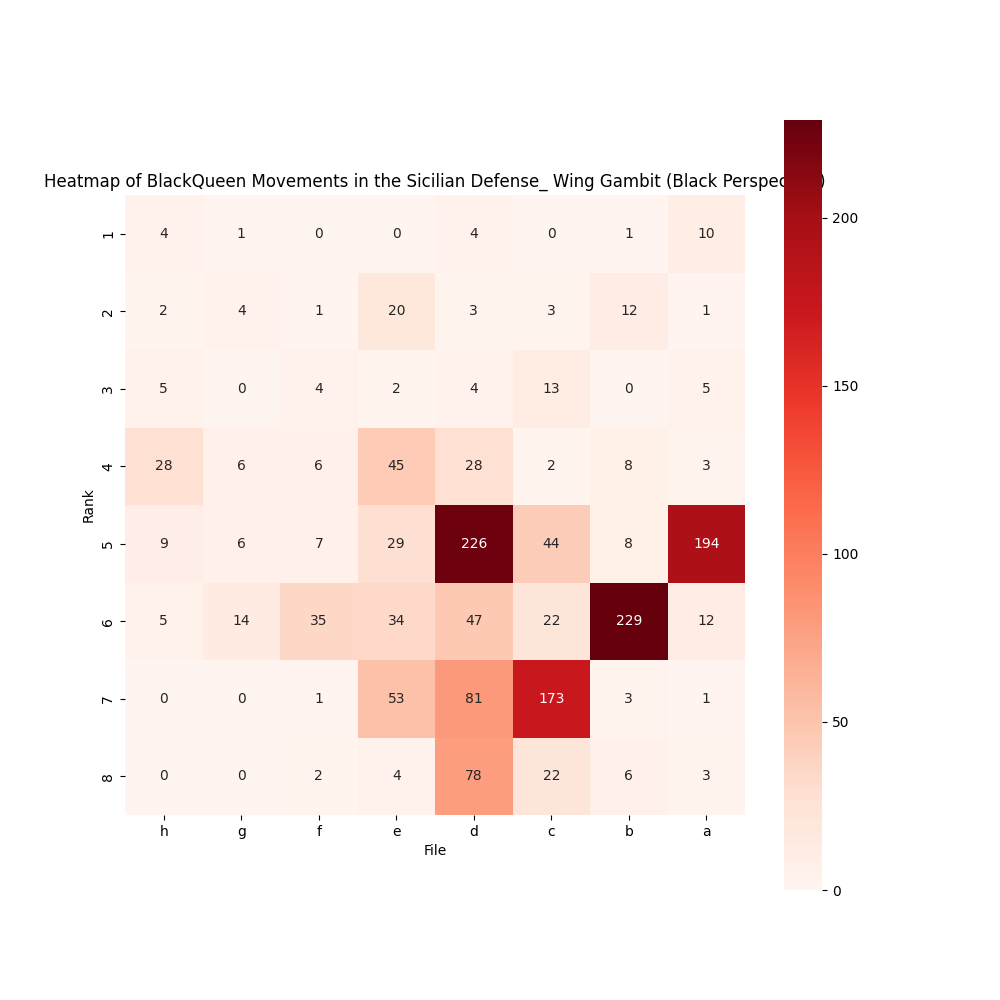 Heatmap of BlackQueen Movements in the Sicilian Defense_ Wing Gambit (Black Perspec )
1 4 1 0 0 4 0 1 10
2 2 4 1 20 3 3 12 1
3 5 0 4 2 4 13 0 5
4 28 6 6 45 28 2 8 3
Rank
5 9 6 7 29 226 44 8 194
6 5 14 35 34 47 22 229 12
7 0 0 1 53 81 173 3 1
8 0 0 2 4 78 22 6 3
h g f e d c b a
File
200
150
100
50
0